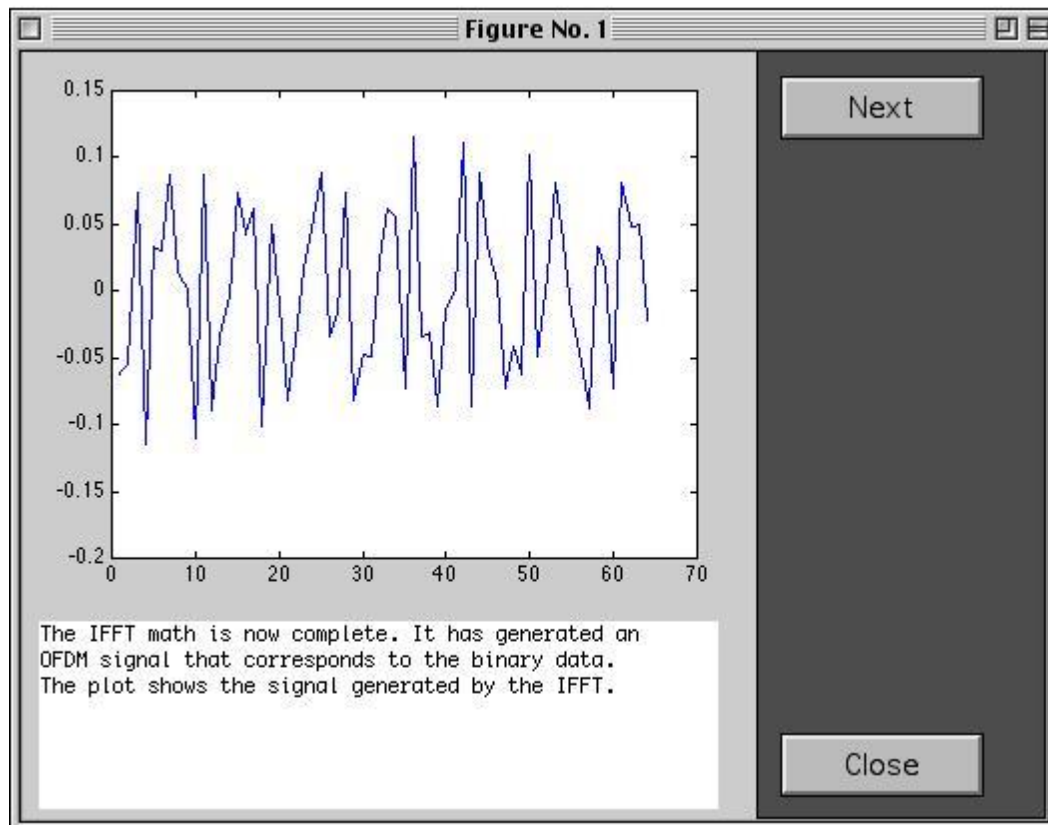 Figure No. 1
Next
0.15
0.1
0.05
0
-0.05
-0.1
-0.15
-0.2
0 10 20 30 40 50 60 70
The IFFT math is now complete. It has generated an
OFDM signal that corresponds to the binary data.
The plot shows the signal generated by the IFFT.
Close